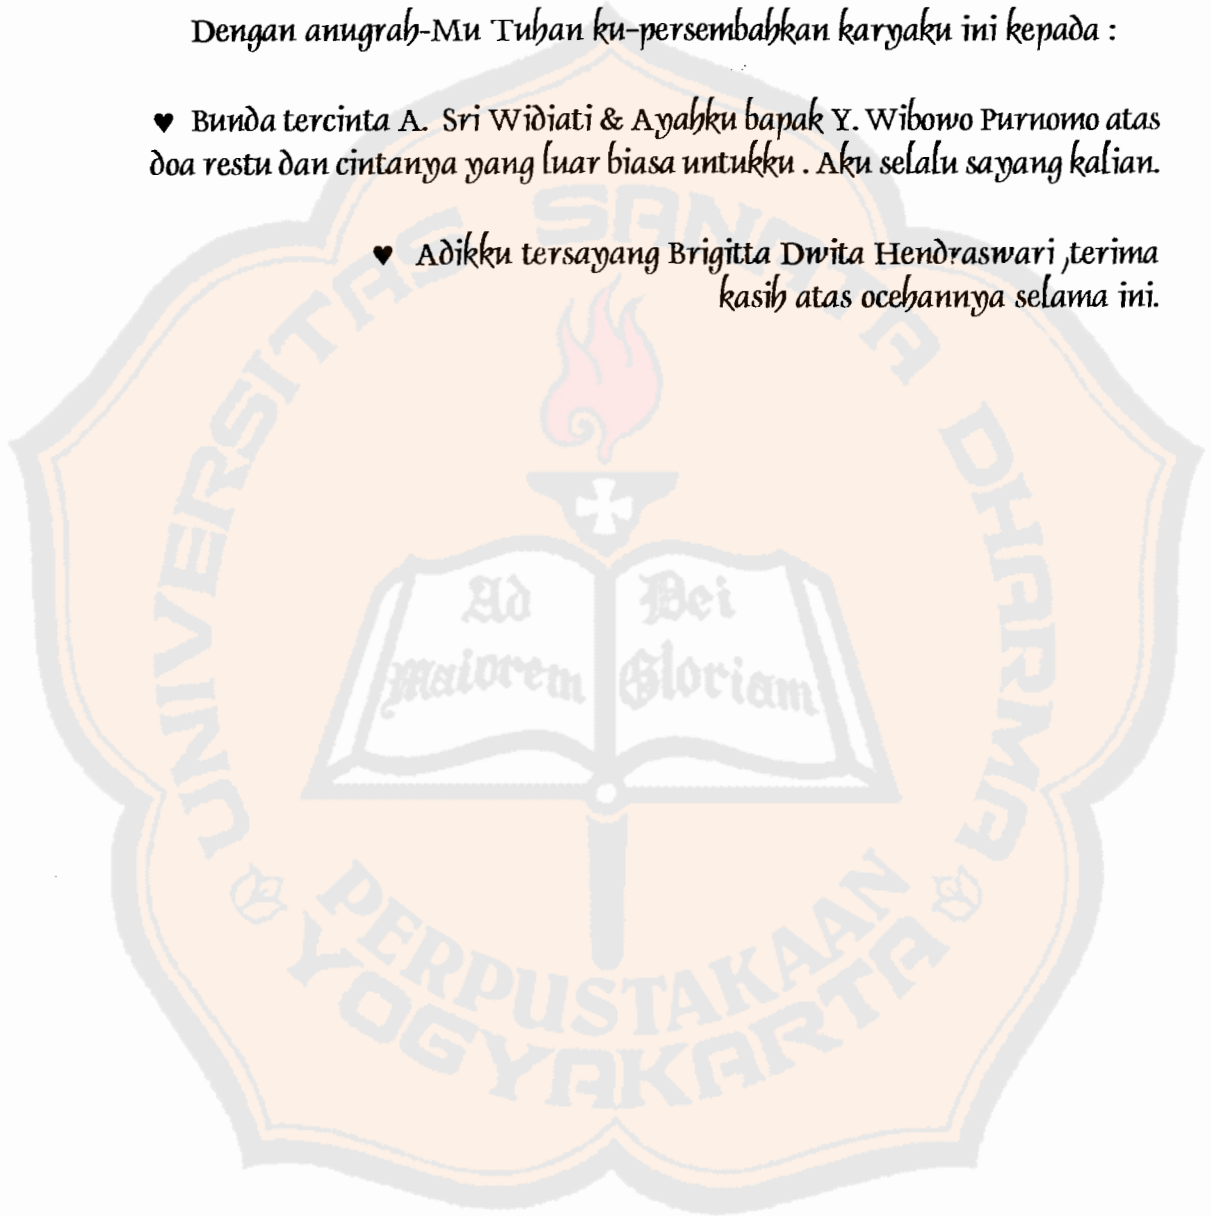 Dengan anugrah-Mu Tuhan ku-persembahkan karyaku ini kepada :
♥ Bunda tercinta A. Sri Widiati & Ayahku bapak Y. Wibowo Purnomo atas
doa restu dan cintanya yang luar biasa untukku . Aku selalu sayang kalian.
♥ Adikku tersayang Brigitta Dwita Hendraswari ,terima
kasih atas ocehannya selama ini.
UNIVERSITAS SANATA DHARMA
Ad Dei
maiorem Gloriam
PERPUSTAKAAN
YOGYAKARTA